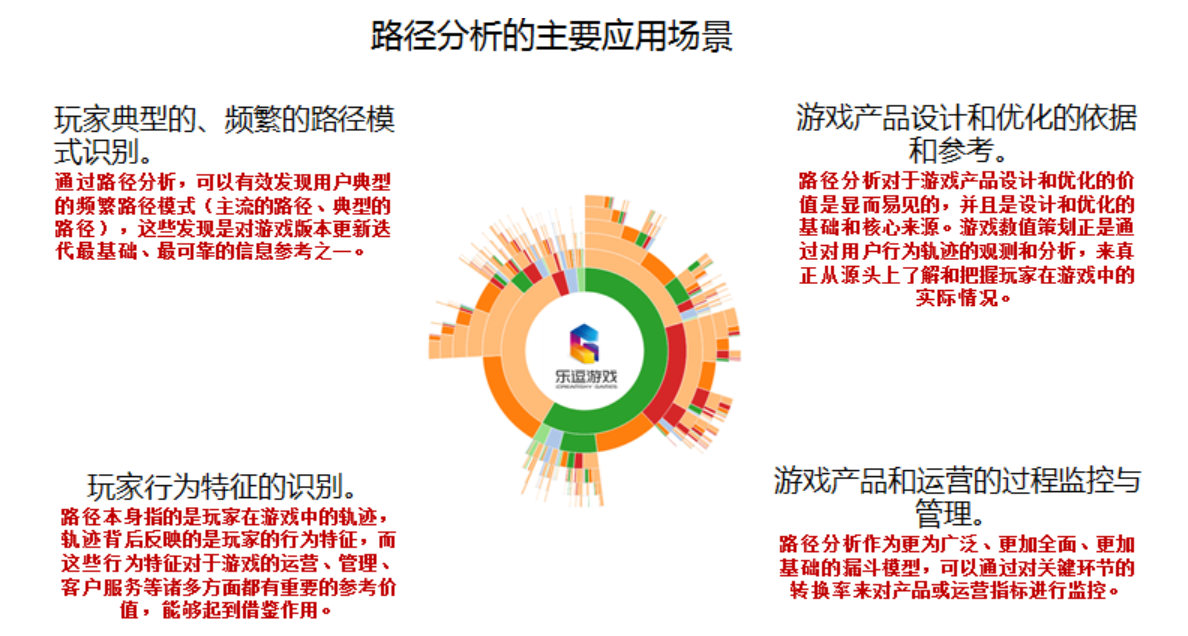 路径分析的主要应用场景
玩家典型的、频繁的路径模
式识别。
通过路径分析，可以有效发现用户典型
的频繁路径模式（主流的路径、典型的
路径），这些发现是对游戏版本更新迭
代最基础、最可靠的信息参考之一。
游戏产品设计和优化的依据
和参考。
路径分析对于游戏产品设计和优化的价
值是显而易见的，并且是设计和优化的
基础和核心来源。游戏数值策划正是通
过对用户行为轨迹的观测和分析，来真
正从源头上了解和把握玩家在游戏中的
实际情况。
乐逗游戏
玩家行为特征的识别。
路径本身指的是玩家在游戏中的轨迹，
轨迹背后反映的是玩家的行为特征，而
这些行为特征对于游戏的运营、管理、
客户服务等诸多方面都有重要的参考价
值，能够起到借鉴作用。
游戏产品和运营的过程监控与
管理。
路径分析作为更为广泛、更加全面、更加
基础的漏斗模型，可以通过对关键环节的
转换率来对产品或运营指标进行监控。